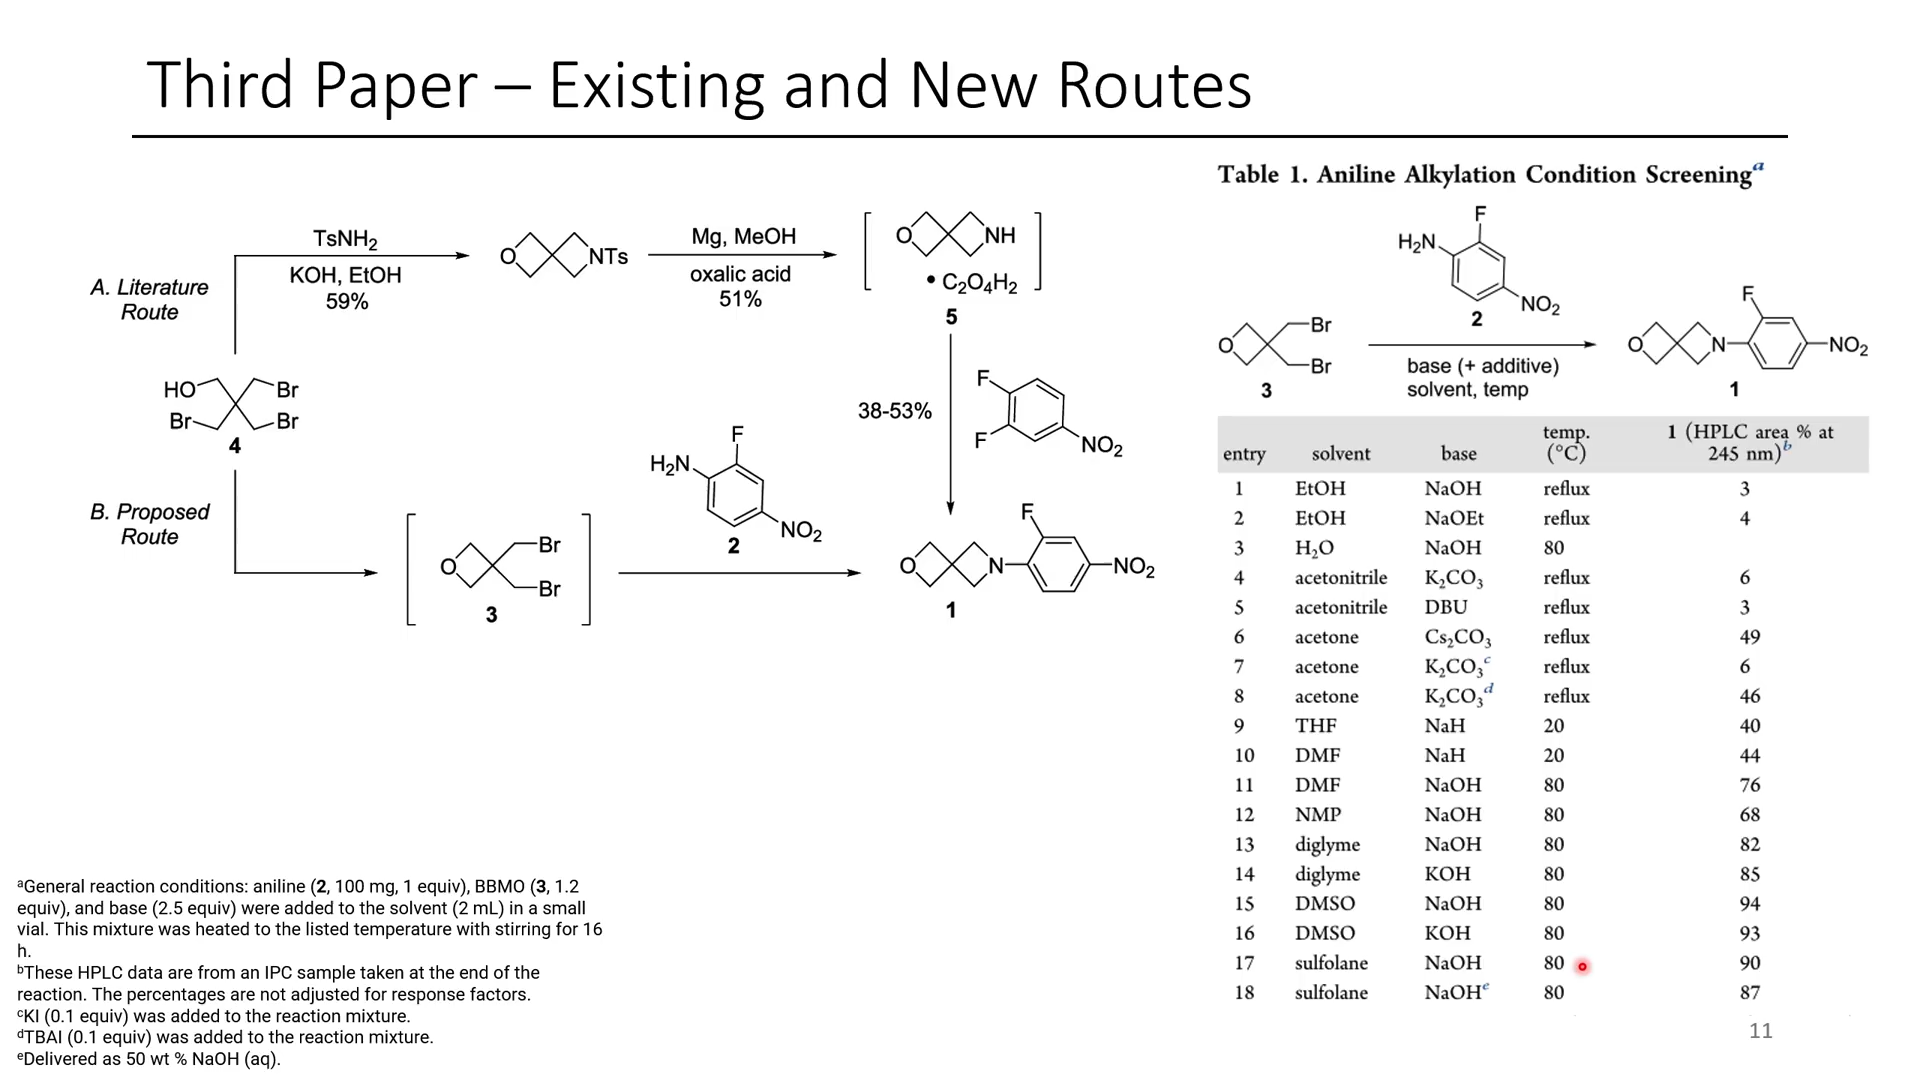 Third Paper – Existing and New Routes
A. Literature
Route
TsNH₂
KOH, EtOH
59%
O
NTs
Mg, MeOH
oxalic acid
51%
O
NH
• C₂O₄H₂
5
HO
Br
Br
Br
4
38-53%
F
F
NO₂
B. Proposed
Route
O
Br
Br
3
F
H₂N
NO₂
2
O
N
F
NO₂
1
Table 1. Aniline Alkylation Condition Screeningᵃ
O
Br
Br
3
F
H₂N
NO₂
2
base (+ additive)
solvent, temp
O
N
F
NO₂
1
entry solvent base temp. (°C) 1 (HPLC area % at 245 nm)ᵇ
1 EtOH NaOH reflux 3
2 EtOH NaOEt reflux 4
3 H₂O NaOH 80
4 acetonitrile K₂CO₃ reflux 6
5 acetonitrile DBU reflux 3
6 acetone Cs₂CO₃ reflux 49
7 acetone K₂CO₃ᶜ reflux 6
8 acetone K₂CO₃ᵈ reflux 46
9 THF NaH 20 40
10 DMF NaH 20 44
11 DMF NaOH 80 76
12 NMP NaOH 80 68
13 diglyme NaOH 80 82
14 diglyme KOH 80 85
15 DMSO NaOH 80 94
16 DMSO KOH 80 93
17 sulfolane NaOH 80 90
18 sulfolane NaOHᵉ 80 87
ᵃGeneral reaction conditions: aniline (2, 100 mg, 1 equiv), BBMO (3, 1.2
equiv), and base (2.5 equiv) were added to the solvent (2 mL) in a small
vial. This mixture was heated to the listed temperature with stirring for 16
h.
ᵇThese HPLC data are from an IPC sample taken at the end of the
reaction. The percentages are not adjusted for response factors.
ᶜKI (0.1 equiv) was added to the reaction mixture.
ᵈTBAI (0.1 equiv) was added to the reaction mixture.
ᵉDelivered as 50 wt % NaOH (aq).
11